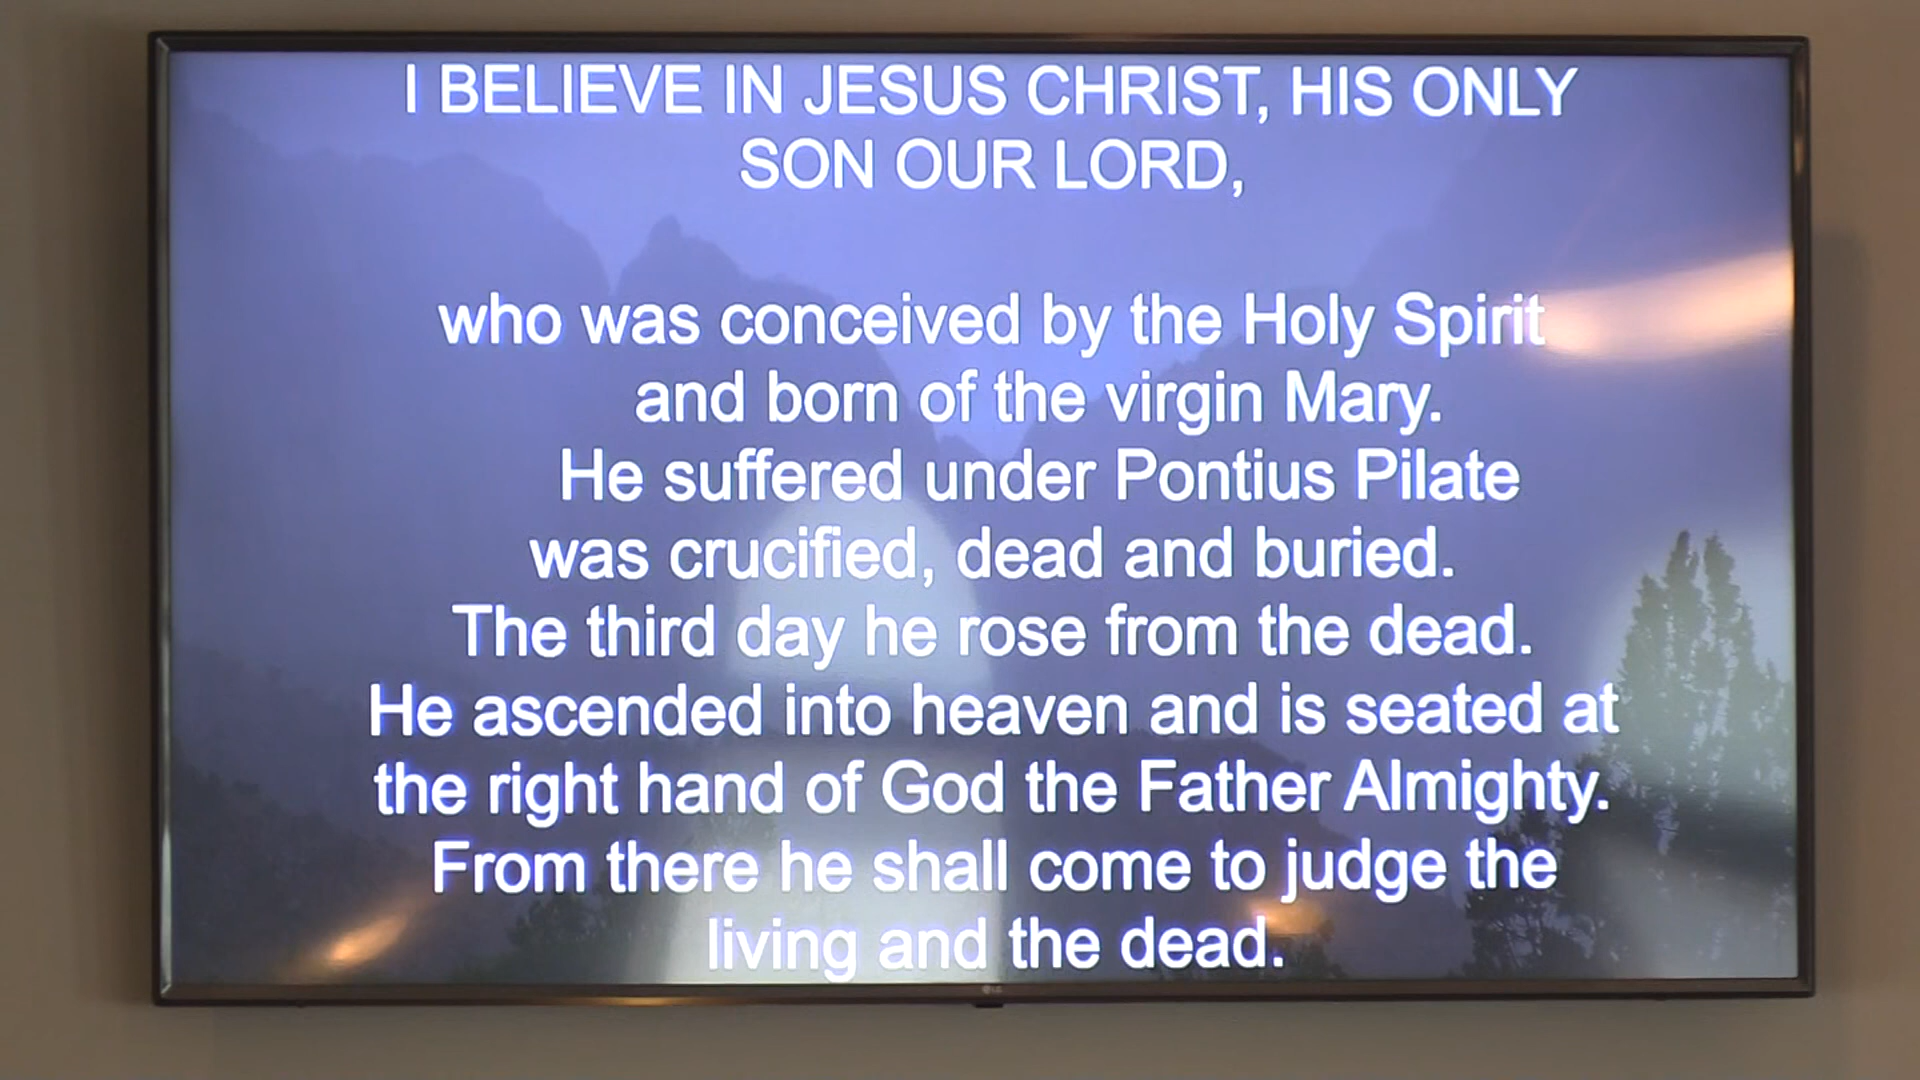 I BELIEVE IN JESUS CHRIST, HIS ONLY
SON OUR LORD,
who was conceived by the Holy Spirit
and born of the virgin Mary.
He suffered under Pontius Pilate
was crucified, dead and buried.
The third day he rose from the dead.
He ascended into heaven and is seated at
the right hand of God the Father Almighty.
From there he shall come to judge the
living and the dead.
LG